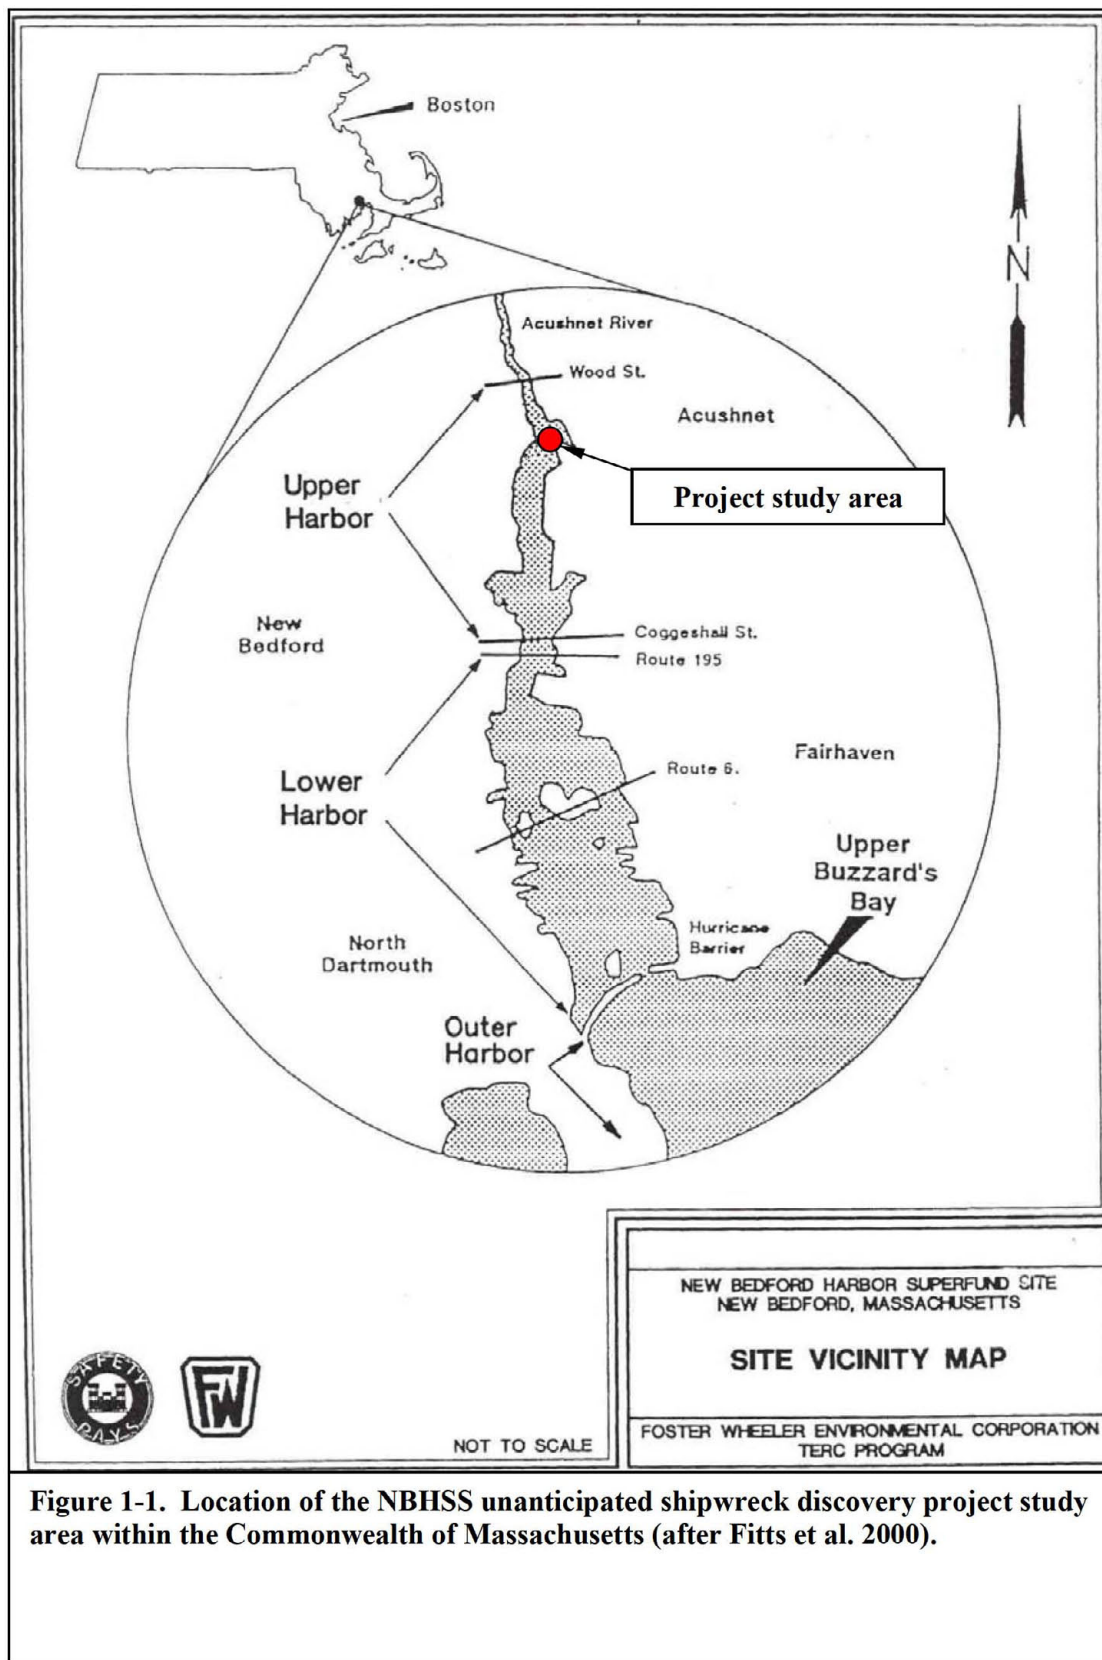 Boston
N
Acushnet River
Wood St.
Acushnet
Project study area
Upper
Harbor
New
Bedford
Coggeshall St.
Route 195
Fairhaven
Route 6.
Lower
Harbor
Upper
Buzzard's
Bay
Hurricane
Barrier
North
Dartmouth
Outer
Harbor
NEW BEDFORD HARBOR SUPERFUND SITE
NEW BEDFORD, MASSACHUSETTS
SITE VICINITY MAP
FOSTER WHEELER ENVIRONMENTAL CORPORATION
TERC PROGRAM
SAFETY
PAYS
FW
NOT TO SCALE
Figure 1-1. Location of the NBHSS unanticipated shipwreck discovery project study
area within the Commonwealth of Massachusetts (after Fitts et al. 2000).